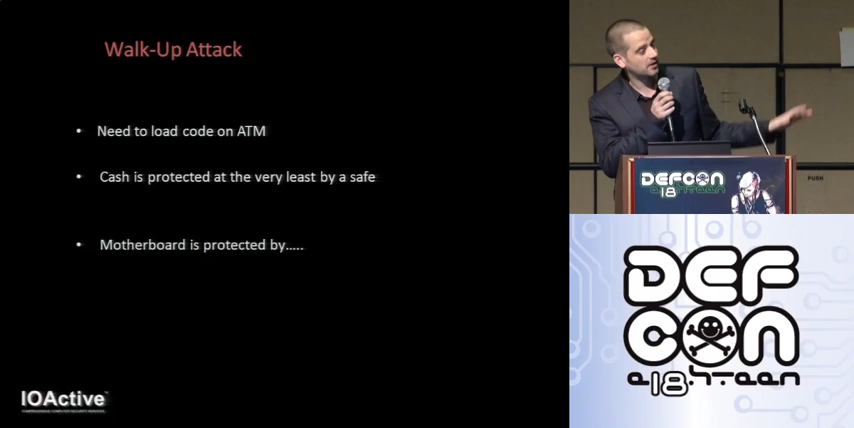 Walk-Up Attack
• Need to load code on ATM
• Cash is protected at the very least by a safe
• Motherboard is protected by.....
IOActive
DEFCON
18
PUSH
DEF
CON
18